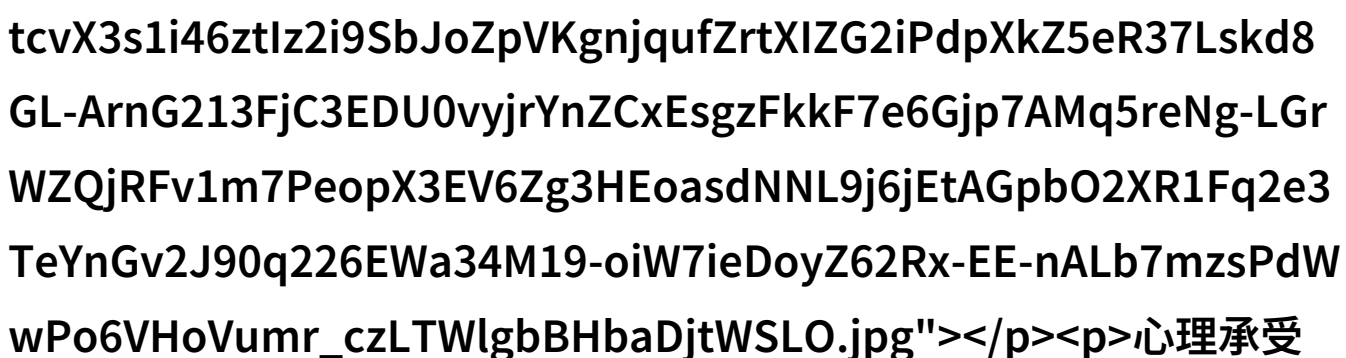 tcvX3s1i46ztIz2i9SbJoZpVKgnjqufZrtXIZG2iPdpXkZ5eR37Lskd8
GL-ArnG213FjC3EDU0vyjrYnZCxEsgzFkkF7e6Gjp7AMq5reNg-LGr
WZQjRFv1m7PeopX3EV6Zg3HEoasdNNL9j6jEtAGpbO2XR1Fq2e3
TeYnGv2J90q226EWa34M19-oiW7ieDoyZ62Rx-EE-nALb7mzsPdW
wPo6VHoVumr_czLTWlgbBHbaDjtWSLO.jpg"></p><p>心理承受